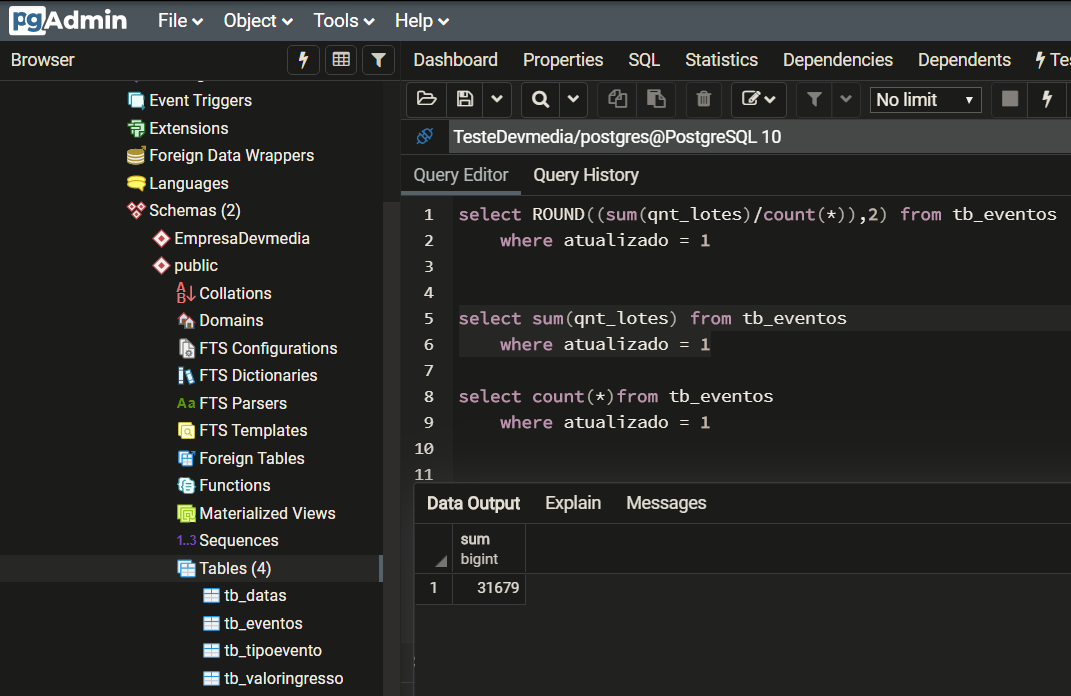 pgAdmin File Object Tools Help
Browser
Dashboard Properties SQL Statistics Dependencies Dependents
Event Triggers
Extensions
Foreign Data Wrappers
Languages
Schemas (2)
EmpresaDevmedia
public
Collations
Domains
FTS Configurations
FTS Dictionaries
Aa FTS Parsers
FTS Templates
Foreign Tables
Functions
Materialized Views
1..3 Sequences
Tables (4)
tb_datas
tb_eventos
tb_tipoevento
tb_valoringresso
No limit
TesteDevmedia/postgres@PostgreSQL 10
Query Editor Query History
1 select ROUND((sum(qnt_lotes)/count(*)),2) from tb_eventos
2 where atualizado = 1
3
4
5 select sum(qnt_lotes) from tb_eventos
6 where atualizado = 1
7
8 select count(*)from tb_eventos
9 where atualizado = 1
10
11
Data Output Explain Messages
sum
bigint
1 31679